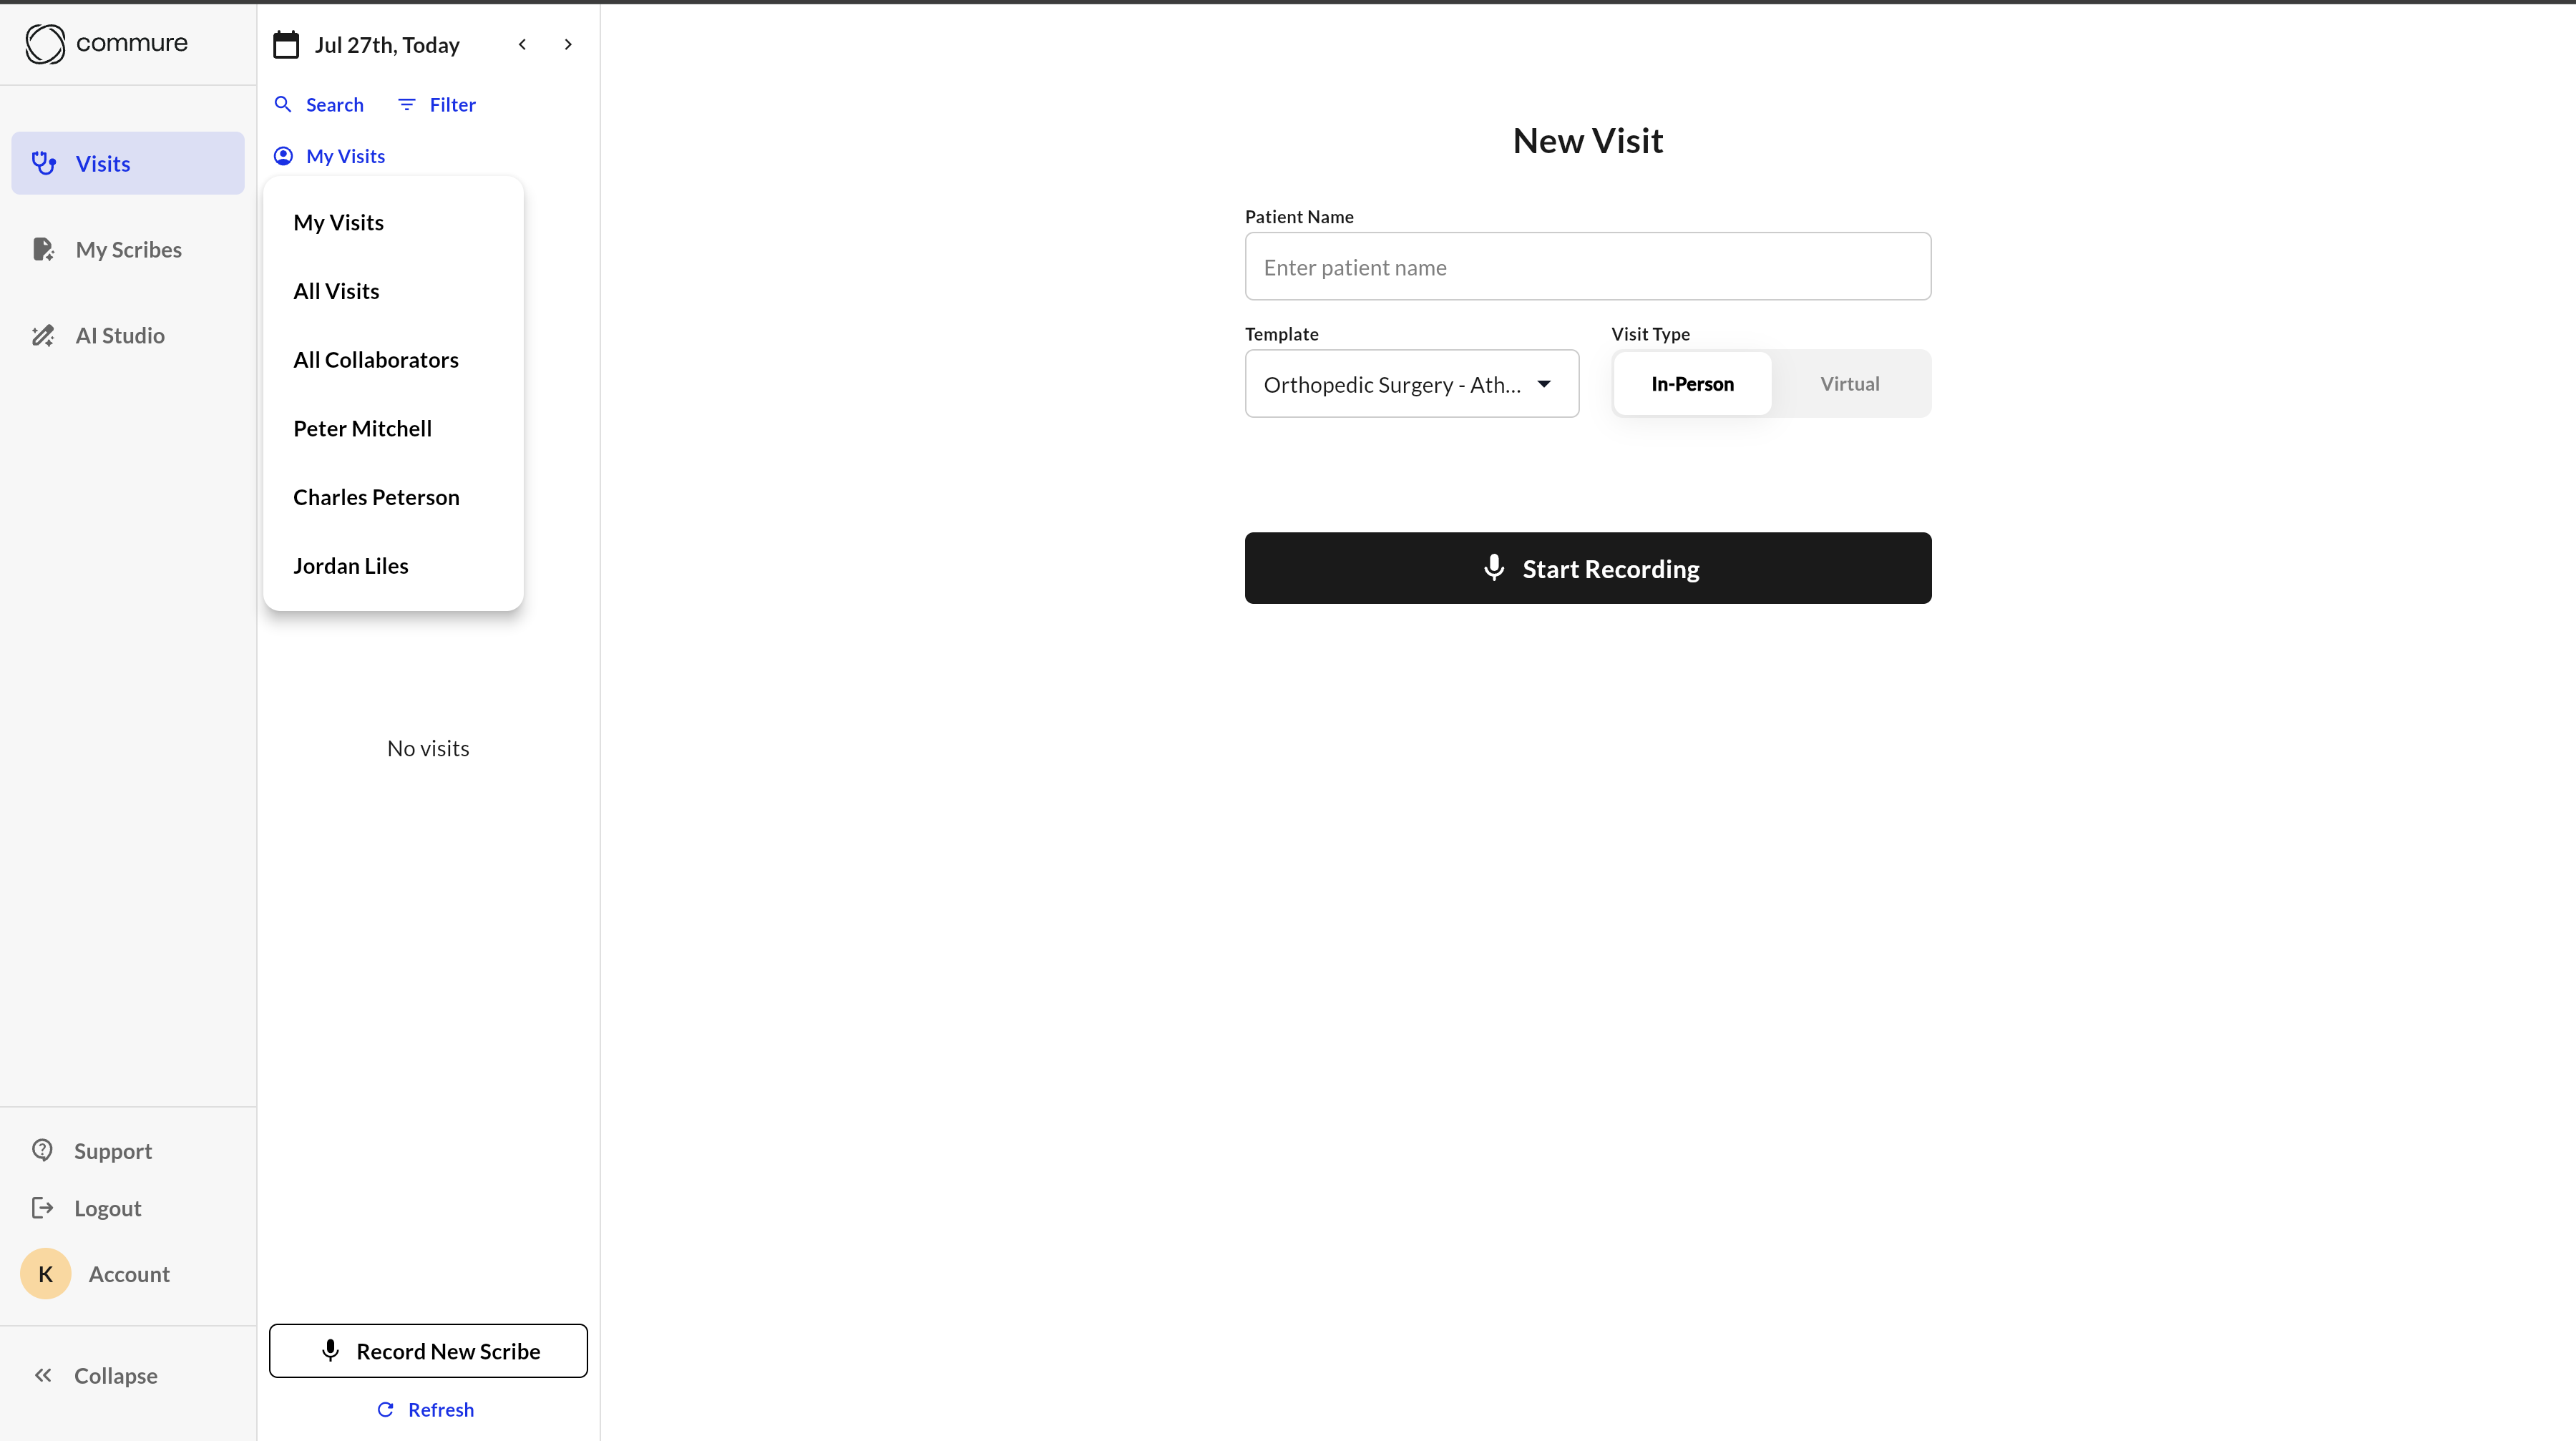 commure
Visits
My Scribes
AI Studio
Support
Logout
K
Account
Collapse
Jul 27th, Today
Search
Filter
My Visits
My Visits
All Visits
All Collaborators
Peter Mitchell
Charles Peterson
Jordan Liles
No visits
Record New Scribe
Refresh
New Visit
Patient Name
Enter patient name
Template
Orthopedic Surgery - Ath...
Visit Type
In-Person
Virtual
Start Recording